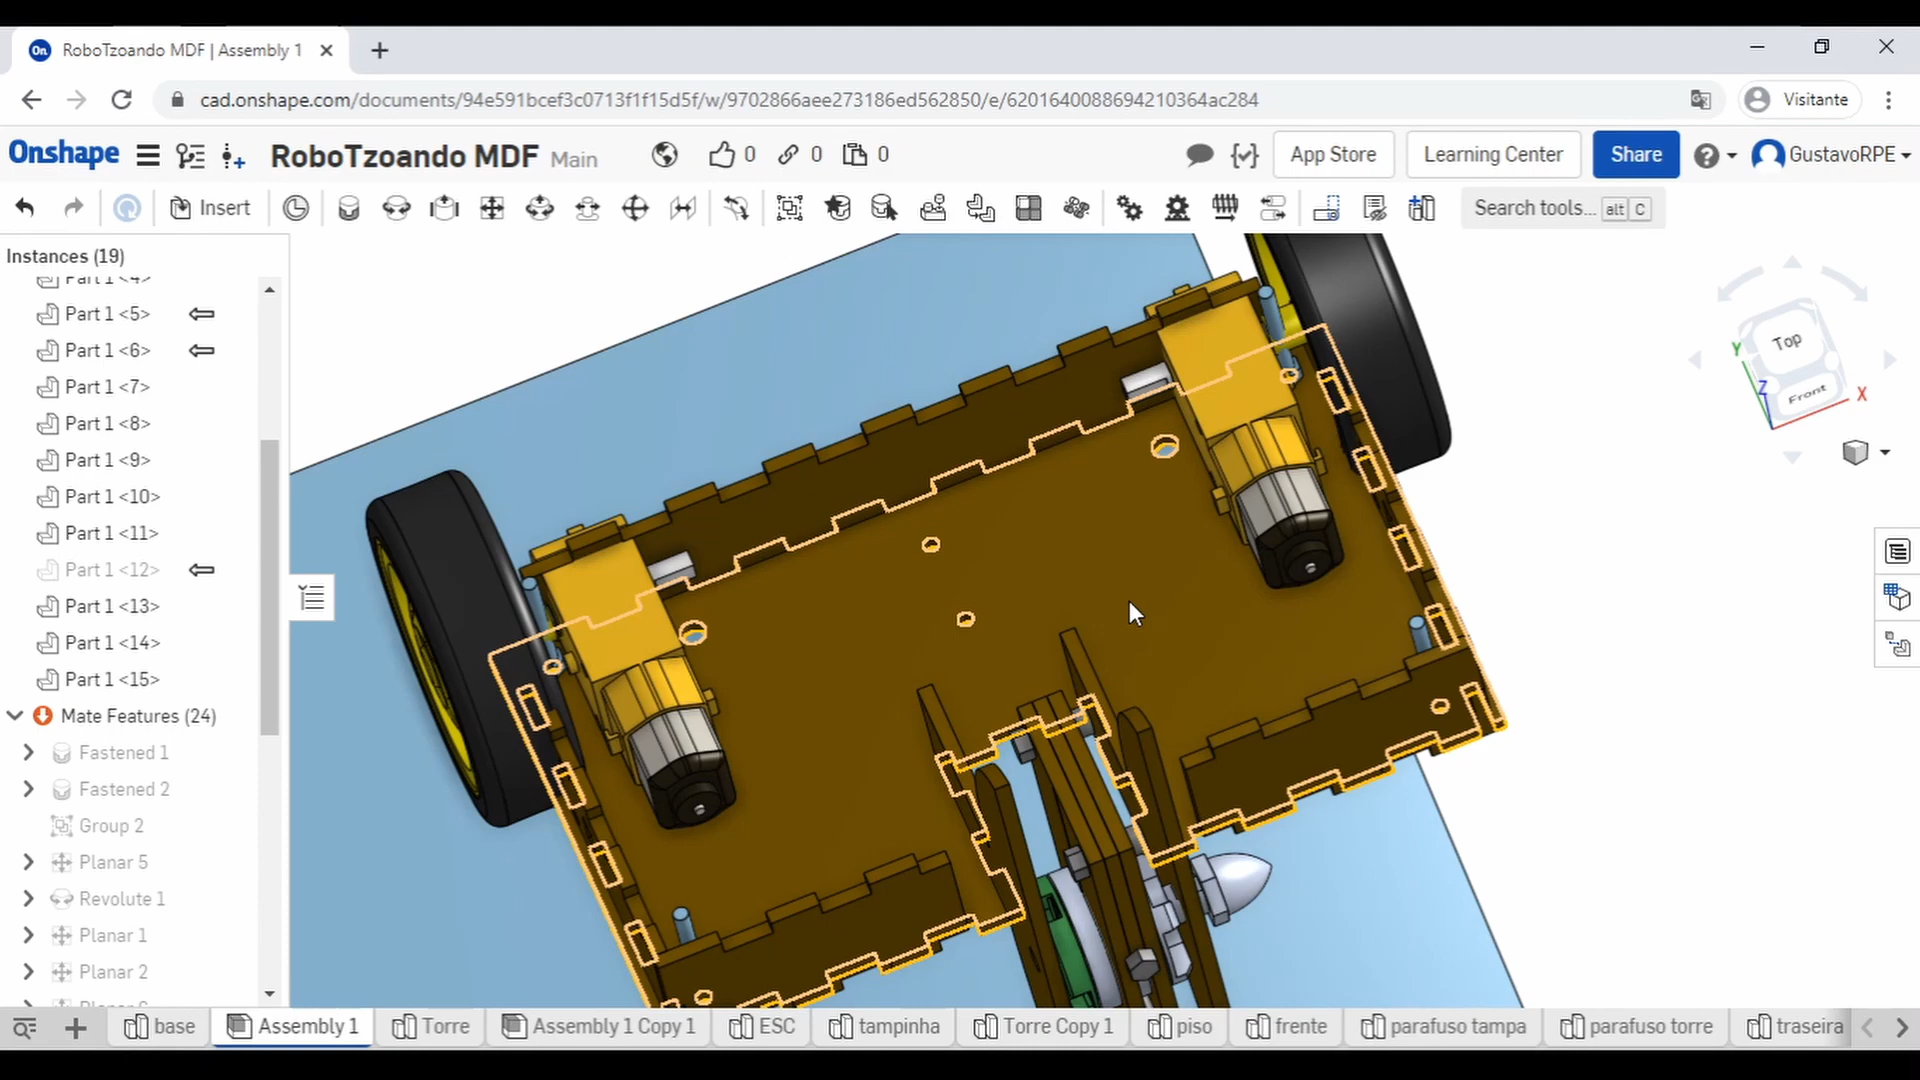 On RoboTzoando MDF | Assembly 1
cad.onshape.com/documents/94e591bcef3c0713f1f15d5f/w/9702866aee273186ed562850/e/6201640088694210364ac284
Visitante
Onshape
RoboTzoando MDF Main
0
0
0
App Store
Learning Center
Share
GustavoRPE
Insert
Search tools... alt C
Instances (19)
Part 1 <4>
Part 1 <5>
Part 1 <6>
Part 1 <7>
Part 1 <8>
Part 1 <9>
Part 1 <10>
Part 1 <11>
Part 1 <12>
Part 1 <13>
Part 1 <14>
Part 1 <15>
Mate Features (24)
Fastened 1
Fastened 2
Group 2
Planar 5
Revolute 1
Planar 1
Planar 2
Top
Front
Y
Z
X
base
Assembly 1
Torre
Assembly 1 Copy 1
ESC
tampinha
Torre Copy 1
piso
frente
parafuso tampa
parafuso torre
traseira